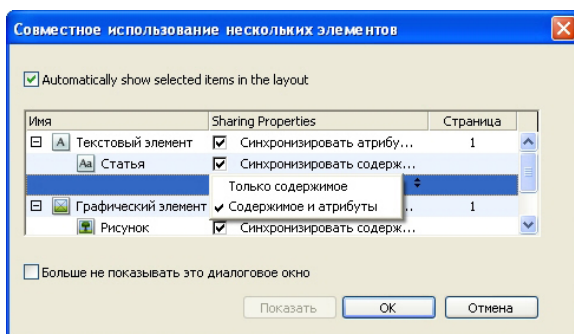 Совместное использование нескольких элементов
Automatically show selected items in the layout
Имя Sharing Properties Страница
Текстовый элемент Синхронизировать атрибу... 1
Aa Статья Синхронизировать содерж...
Только содержимое
Графический элемент Содержимое и атрибуты .. 1
Рисунок Синхронизировать содерж...
Больше не показывать это диалоговое окно
Показать OK Отмена